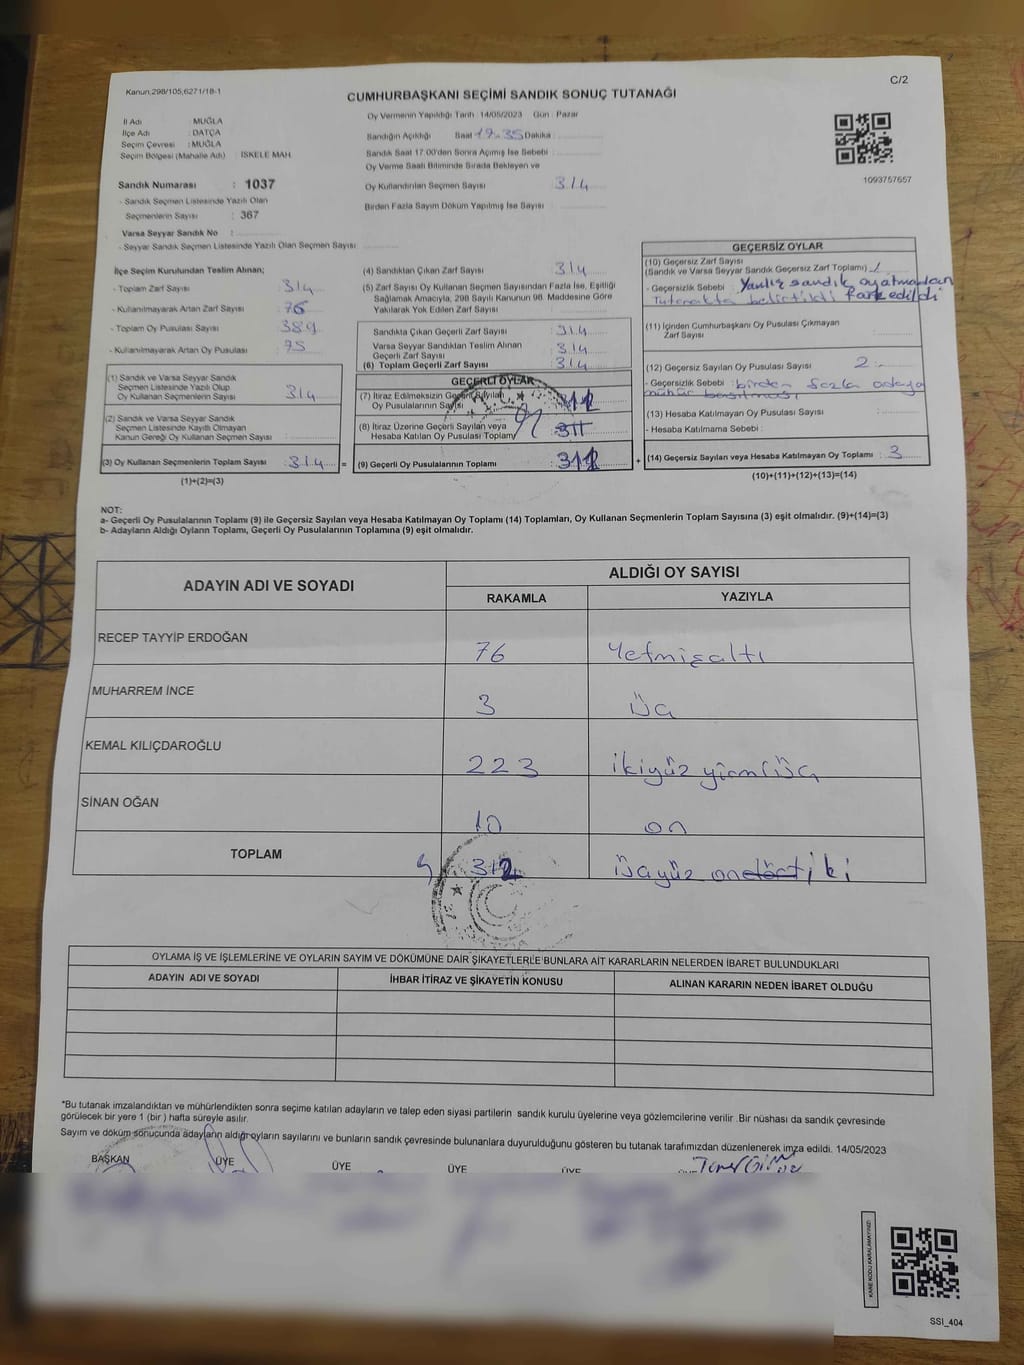 Kanun:298/105;6271/18-1
C/2
CUMHURBAŞKANI SEÇİMİ SANDIK SONUÇ TUTANAĞI
İl Adı : MUĞLA
İlçe Adı : DATÇA
Seçim Çevresi : MUĞLA
Seçim Bölgesi (Mahalle Adı) : İSKELE MAH.
Sandık Numarası : 1037
- Sandık Seçmen Listesinde Yazılı Olan
Seçmenlerin Sayısı : 367
Varsa Seyyar Sandık No :
- Seyyar Sandık Seçmen Listesinde Yazılı Olan Seçmen Sayısı
Oy Vermenin Yapıldığı Tarih 14/05/2023 Gün : Pazar
Sandığın Açıldığı Saat 17.35 Dakika :
Sandık Saat 17:00'den Sonra Açımış İse Sebebi :
Oy Verme Saati Bitiminde Sırada Bekleyen ve
Oy Kullandırılan Seçmen Sayısı 314
Birden Fazla Sayım Döküm Yapılmış İse Sayısı :
1093757657
İlçe Seçim Kurulundan Teslim Alınan;
- Toplam Zarf Sayısı : 314
- Kullanılmayarak Artan Zarf Sayısı : 76
- Toplam Oy Pusulası Sayısı : 389
- Kullanılmayarak Artan Oy Pusulası : 75
(1) Sandık ve Varsa Seyyar Sandık
Seçmen Listesinde Yazılı Olup
Oy Kullanan Seçmenlerin Sayısı : 314
(2) Sandık ve Varsa Seyyar Sandık
Seçmen Listesinde Kayıtlı Olmayan
Kanun Gereği Oy Kullanan Seçmen Sayısı :
(3) Oy Kullanan Seçmenlerin Toplam Sayısı : 314 =
(1)+(2)=(3)
(4) Sandıktan Çıkan Zarf Sayısı : 314
(5) Zarf Sayısı Oy Kullanan Seçmen Sayısından Fazla İse, Eşitliği
Sağlamak Amacıyla, 298 Sayılı Kanunun 98. Maddesine Göre
Yakılarak Yok Edilen Zarf Sayısı :
Sandıkta Çıkan Geçerli Zarf Sayısı : 314
Varsa Seyyar Sandıktan Teslim Alınan
Geçerli Zarf Sayısı : 314
(6) Toplam Geçerli Zarf Sayısı : 314
GEÇERLİ OYLAR
(7) İtiraz Edilmeksizin Geçerli Sayılan
Oy Pusulalarının Sayısı 312
(8) İtiraz Üzerine Geçerli Sayılan veya
Hesaba Katılan Oy Pusulası Toplamı 311
(9) Geçerli Oy Pusulalarının Toplamı : 312 +
GEÇERSİZ OYLAR
(10) Geçersiz Zarf Sayısı
(Sandık ve Varsa Seyyar Sandık Geçersiz Zarf Toplamı) 1
- Geçersizlik Sebebi : Yanlız sandık oy atmadan
Tutanakta belirtildi farkedildi
(11) İçinden Cumhurbaşkanı Oy Pusulası Çıkmayan
Zarf Sayısı :
(12) Geçersiz Sayılan Oy Pusulası Sayısı : 2
- Geçersizlik Sebebi : birden fazla adaya
mühür basılması
(13) Hesaba Katılmayan Oy Pusulası Sayısı :
- Hesaba Katılmama Sebebi :
(14) Geçersiz Sayılan veya Hesaba Katılmayan Oy Toplamı : 3
(10)+(11)+(12)+(13)=(14)
NOT:
a- Geçerli Oy Pusulalarının Toplamı (9) ile Geçersiz Sayılan veya Hesaba Katılmayan Oy Toplamı (14) Toplamları, Oy Kullanan Seçmenlerin Toplam Sayısına (3) eşit olmalıdır. (9)+(14)=(3)
b- Adayların Aldığı Oyların Toplamı, Geçerli Oy Pusulalarının Toplamına (9) eşit olmalıdır.
ADAYIN ADI VE SOYADI
ALDIĞI OY SAYISI
RAKAMLA YAZIYLA
RECEP TAYYİP ERDOĞAN 76 Yetmişaltı
MUHARREM İNCE 3 üç
KEMAL KILIÇDAROĞLU 223 ikiyüz yirmiüç
SİNAN OĞAN 10 on
TOPLAM 312 üçyüz ondört iki
OYLAMA İŞ VE İŞLEMLERİNE VE OYLARIN SAYIM VE DÖKÜMÜNE DAİR ŞİKAYETLERLE BUNLARA AİT KARARLARIN NELERDEN İBARET BULUNDUKLARI
ADAYIN ADI VE SOYADI İHBAR İTİRAZ VE ŞİKAYETİN KONUSU ALINAN KARARIN NEDEN İBARET OLDUĞU
*Bu tutanak imzalandıktan ve mühürlendikten sonra seçime katılan adayların ve talep eden siyasi partilerin sandık kurulu üyelerine veya gözlemcilerine verilir. Bir nüshası da sandık çevresinde
görülecek bir yere 1 (bir ) hafta süreyle asılır.
Sayım ve döküm sonucunda adayların aldığı oyların sayılarını ve bunların sandık çevresinde bulunanlara duyurulduğunu gösteren bu tutanak tarafımızdan düzenlenerek imza edildi. 14/05/2023
BAŞKAN ÜYE ÜYE ÜYE ÜYE
KARE KODU KARALAMAYINIZ!
SSI_404